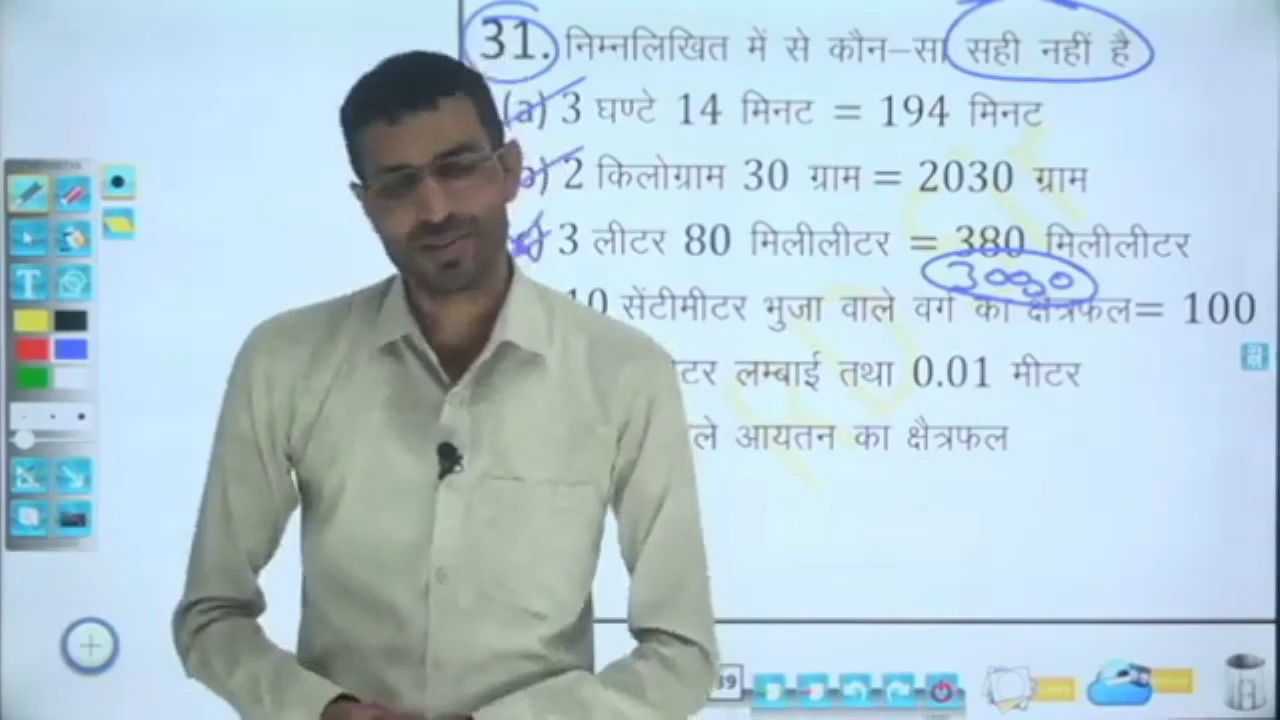 31. निम्नलिखित में से कौन–सा सही नहीं है
(a) 3 घण्टे 14 मिनट = 194 मिनट
b) 2 किलोग्राम 30 ग्राम = 2030 ग्राम
3 लीटर 80 मिलीलीटर = 380 मिलीलीटर
10 सेंटीमीटर भुजा वाले वर्ग का क्षैत्रफल= 100
टर लम्बाई तथा 0.01 मीटर
ले आयतन का क्षैत्रफल
T